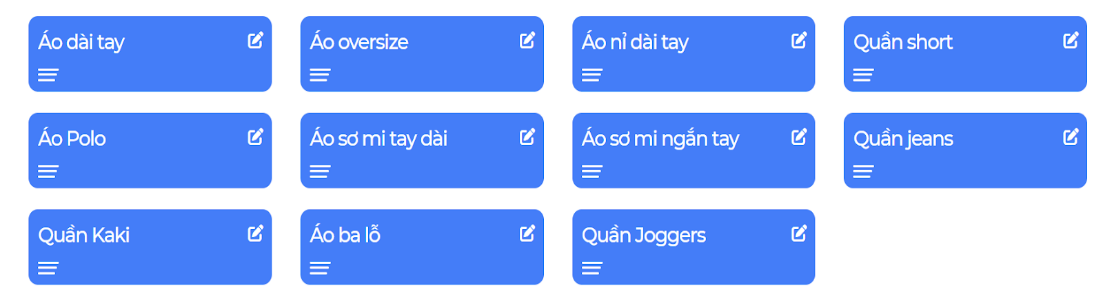 Áo dài tay
Áo oversize
Áo nỉ dài tay
Quần short
Áo Polo
Áo sơ mi tay dài
Áo sơ mi ngắn tay
Quần jeans
Quần Kaki
Áo ba lỗ
Quần Joggers